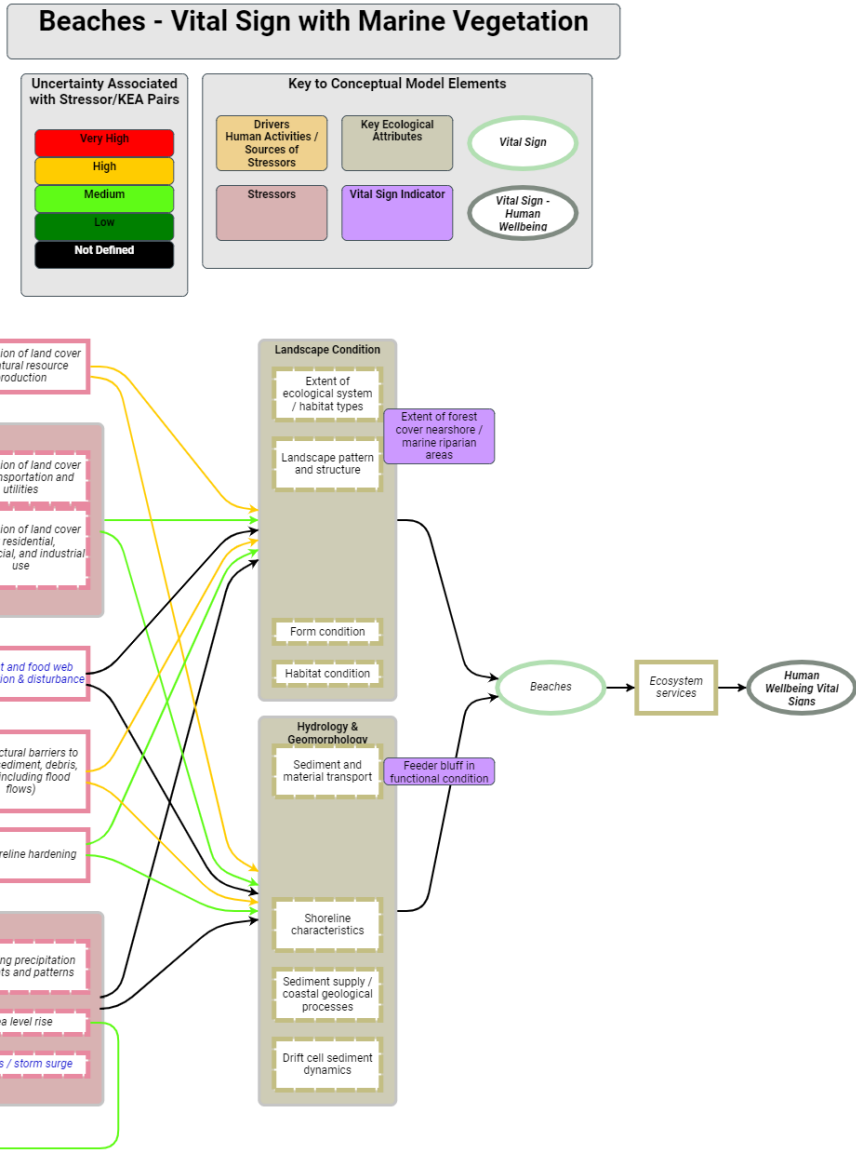 Beaches - Vital Sign with Marine Vegetation
Uncertainty Associated
with Stressor/KEA Pairs
Very High
High
Medium
Low
Not Defined
Key to Conceptual Model Elements
Drivers
Human Activities /
Sources of
Stressors
Key Ecological
Attributes
Vital Sign
Stressors
Vital Sign Indicator
Vital Sign -
Human
Wellbeing
ion of land cover
tural resource
roduction
ion of land cover
nsportation and
utilities
ion of land cover
residential,
cial, and industrial
use
t and food web
ion & disturbance
ctural barriers to
ediment, debris,
including flood
flows)
reline hardening
ng precipitation
nts and patterns
a level rise
s / storm surge
Landscape Condition
Extent of
ecological system
/ habitat types
Landscape pattern
and structure
Extent of forest
cover nearshore /
marine riparian
areas
Form condition
Habitat condition
Hydrology &
Geomorphology
Sediment and
material transport
Feeder bluff in
functional condition
Shoreline
characteristics
Sediment supply /
coastal geological
processes
Drift cell sediment
dynamics
Beaches
Ecosystem
services
Human
Wellbeing Vital
Signs